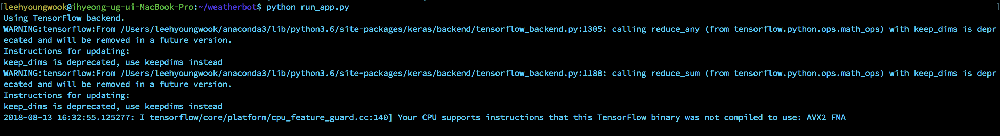 [leehyoungwook@ihyeong-ug-ui-MacBook-Pro:~/weatherbot$ python run_app.py ]
Using TensorFlow backend.
WARNING:tensorflow:From /Users/leehyoungwook/anaconda3/lib/python3.6/site-packages/keras/backend/tensorflow_backend.py:1305: calling reduce_any (from tensorflow.python.ops.math_ops) with keep_dims is depr
ecated and will be removed in a future version.
Instructions for updating:
keep_dims is deprecated, use keepdims instead
WARNING:tensorflow:From /Users/leehyoungwook/anaconda3/lib/python3.6/site-packages/keras/backend/tensorflow_backend.py:1188: calling reduce_sum (from tensorflow.python.ops.math_ops) with keep_dims is depr
ecated and will be removed in a future version.
Instructions for updating:
keep_dims is deprecated, use keepdims instead
2018-08-13 16:32:55.125277: I tensorflow/core/platform/cpu_feature_guard.cc:140] Your CPU supports instructions that this TensorFlow binary was not compiled to use: AVX2 FMA